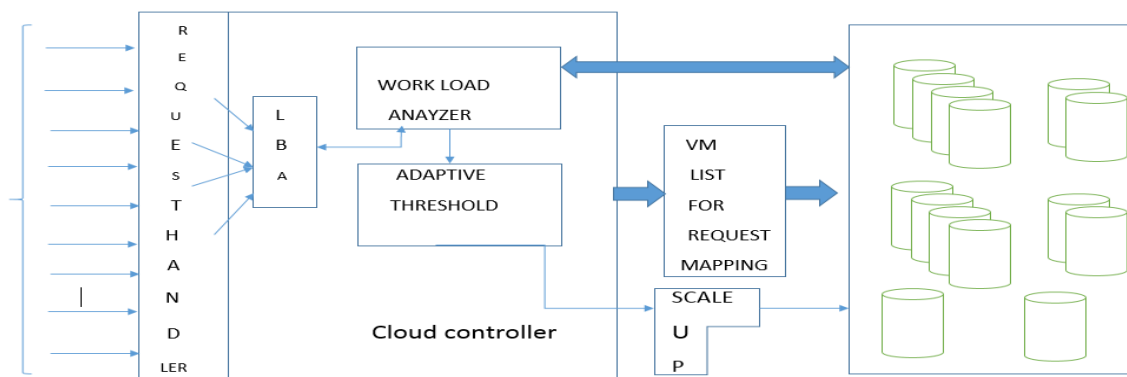 R
E
Q
U
E
S
T
H
A
N
D
LER
L
B
A
WORK LOAD
ANAYZER
ADAPTIVE
THRESHOLD
Cloud controller
VM
LIST
FOR
REQUEST
MAPPING
SCALE
U
P